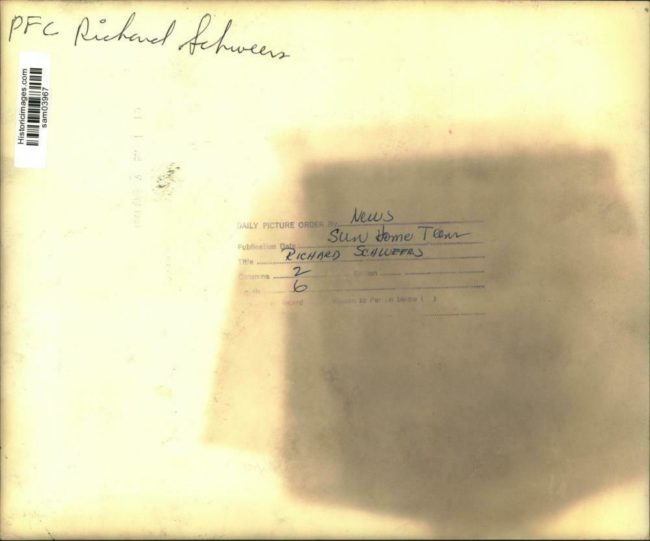 PFC Richard Schweers
Historicimages.com
sam03967
DAILY PICTURE ORDER By News
Publication Date Sun Home Team
Title RICHARD SCHWEERS
Columns 2
6